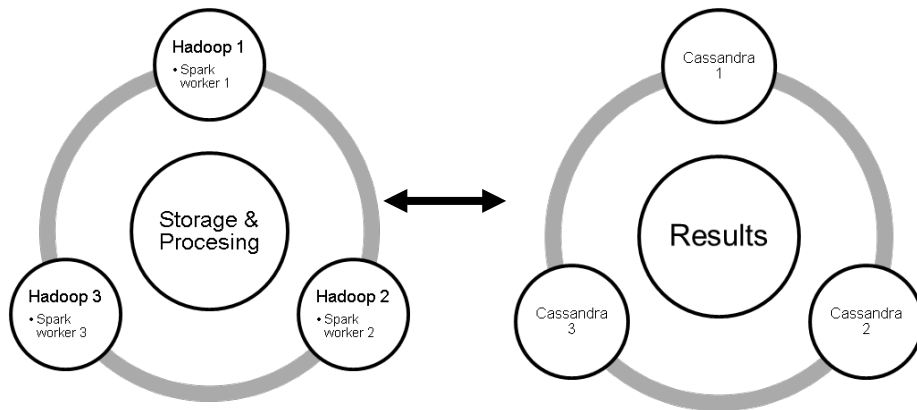 Hadoop 1
• Spark
worker 1
Storage &
Procesing
Hadoop 3
• Spark
worker 3
Hadoop 2
• Spark
worker 2
Cassandra
1
Results
Cassandra
3
Cassandra
2